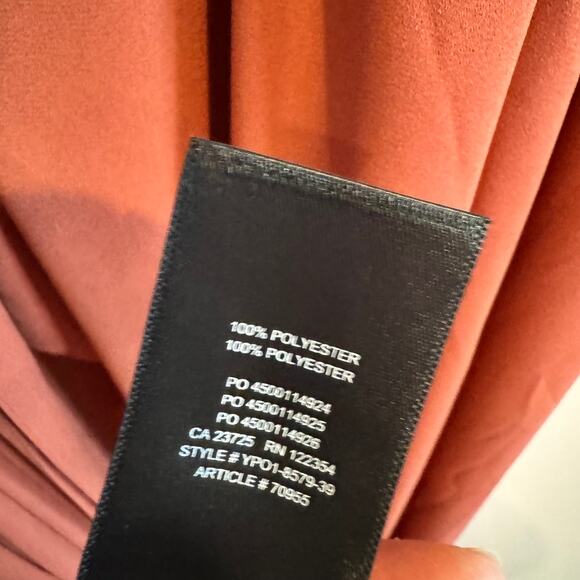 100% POLYESTER
100% POLYESTER
PO 4500114924
PO 4500114925
PO 4500114926
CA 23725 RN 122354
STYLE # YPO1-8579-39
ARTICLE # 70955